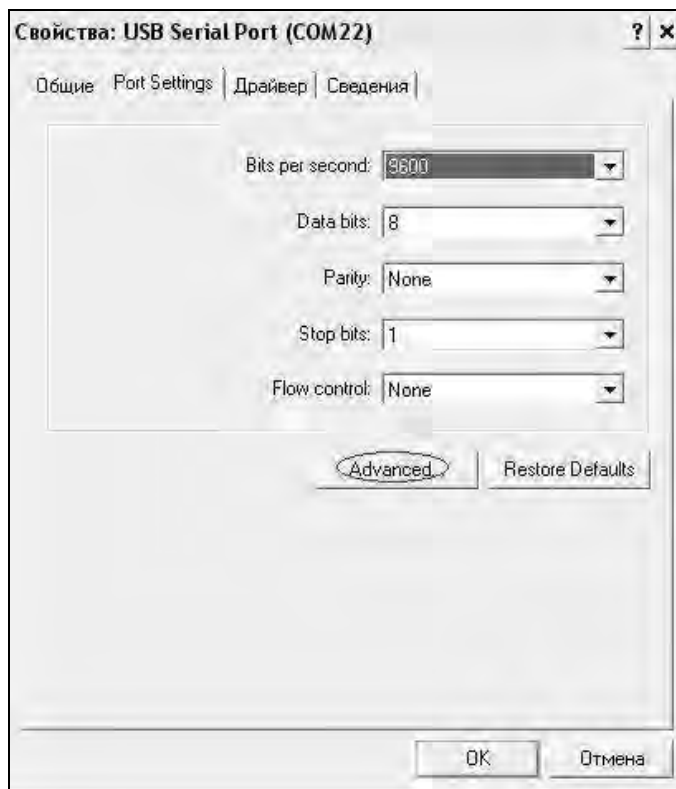 Свойства: USB Serial Port (COM22)
? ×
Общие Port Settings Драйвер Сведения
Bits per second: 9600
Data bits: 8
Parity: None
Stop bits: 1
Flow control: None
Advanced... Restore Defaults
OK Отмена